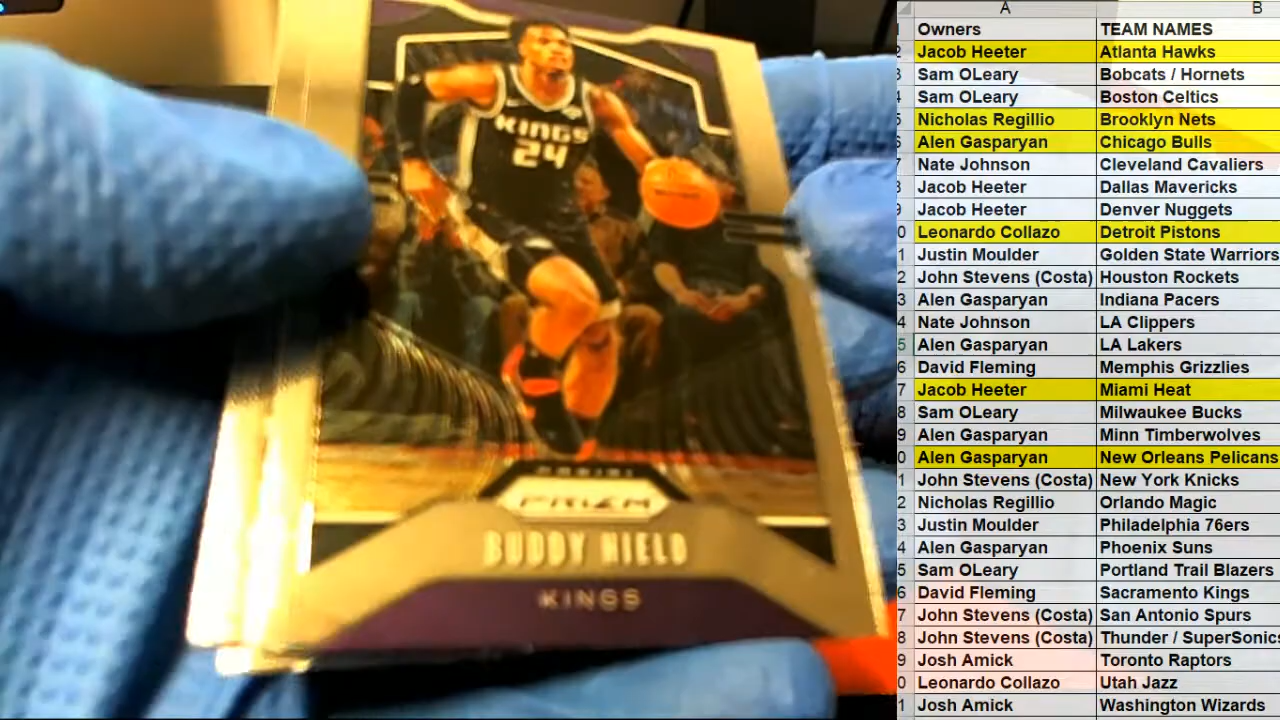 KINGS
24
PANINI
PRIZM
BUDDY HIELD
KINGS
A B
Owners TEAM NAMES
Jacob Heeter Atlanta Hawks
Sam OLeary Bobcats / Hornets
Sam OLeary Boston Celtics
Nicholas Regillio Brooklyn Nets
Alen Gasparyan Chicago Bulls
Nate Johnson Cleveland Cavaliers
Jacob Heeter Dallas Mavericks
Jacob Heeter Denver Nuggets
Leonardo Collazo Detroit Pistons
Justin Moulder Golden State Warriors
John Stevens (Costa) Houston Rockets
Alen Gasparyan Indiana Pacers
Nate Johnson LA Clippers
Alen Gasparyan LA Lakers
David Fleming Memphis Grizzlies
Jacob Heeter Miami Heat
Sam OLeary Milwaukee Bucks
Alen Gasparyan Minn Timberwolves
Alen Gasparyan New Orleans Pelicans
John Stevens (Costa) New York Knicks
Nicholas Regillio Orlando Magic
Justin Moulder Philadelphia 76ers
Alen Gasparyan Phoenix Suns
Sam OLeary Portland Trail Blazers
David Fleming Sacramento Kings
John Stevens (Costa) San Antonio Spurs
John Stevens (Costa) Thunder / SuperSonics
Josh Amick Toronto Raptors
Leonardo Collazo Utah Jazz
Josh Amick Washington Wizards